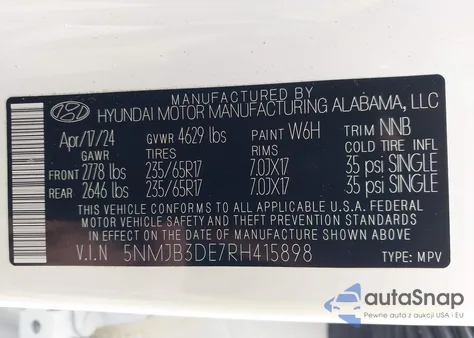 MANUFACTURED BY
HYUNDAI MOTOR MANUFACTURING ALABAMA, LLC
Apr/17/24 GVWR 4629 lbs PAINT W6H TRIM NNB
GAWR TIRES RIMS COLD TIRE INFL
FRONT 2778 lbs 235/65R17 7.0JX17 35 psi SINGLE
REAR 2646 lbs 235/65R17 7.0JX17 35 psi SINGLE
THIS VEHICLE CONFORMS TO ALL APPLICABLE U.S.A. FEDERAL
MOTOR VEHICLE SAFETY AND THEFT PREVENTION STANDARDS
IN EFFECT ON THE DATE OF MANUFACTURE SHOWN ABOVE.
V.I.N 5NMJB3DE7RH415898 TYPE: MPV
autoSnap
Pewne auta z aukcji USA i EU